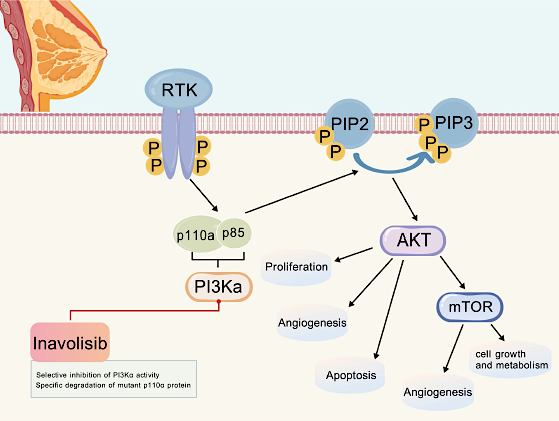 RTK
PIP2
PIP3
P
P
P
P
P
P
P
P
P
p110a
p85
AKT
Proliferation
PI3Ka
mTOR
Angiogenesis
Inavolisib
cell growth
and metabolism
Selective inhibition of PI3Kα activity
Specific degradation of mutant p110α protein
Apoptosis
Angiogenesis